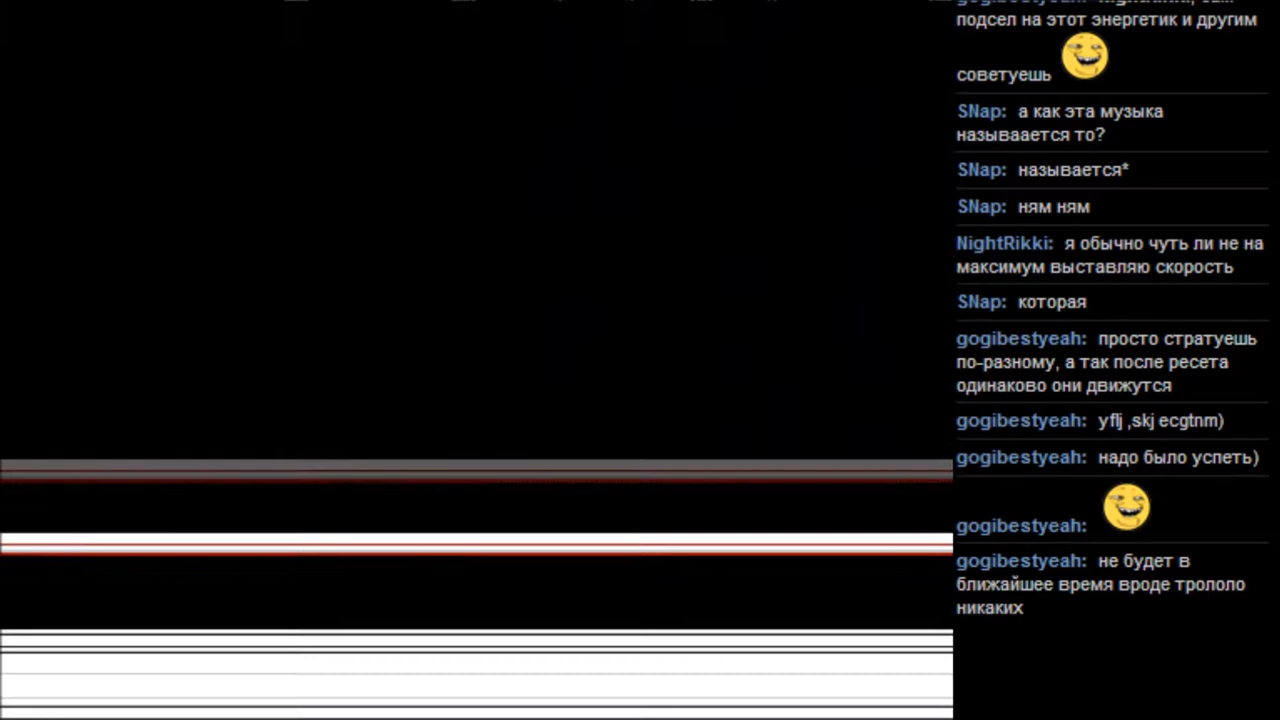 подсел на этот энергетик и другим
советуешь
SNap: а как эта музыка
называается то?
SNap: называется*
SNap: ням ням
NightRikki: я обычно чуть ли не на
максимум выставляю скорость
SNap: которая
gogibestyeah: просто стратуешь
по-разному, а так после ресета
одинаково они движутся
gogibestyeah: yflj ,skj ecgtnm)
gogibestyeah: надо было успеть)
gogibestyeah:
gogibestyeah: не будет в
ближайшее время вроде трололо
никаких